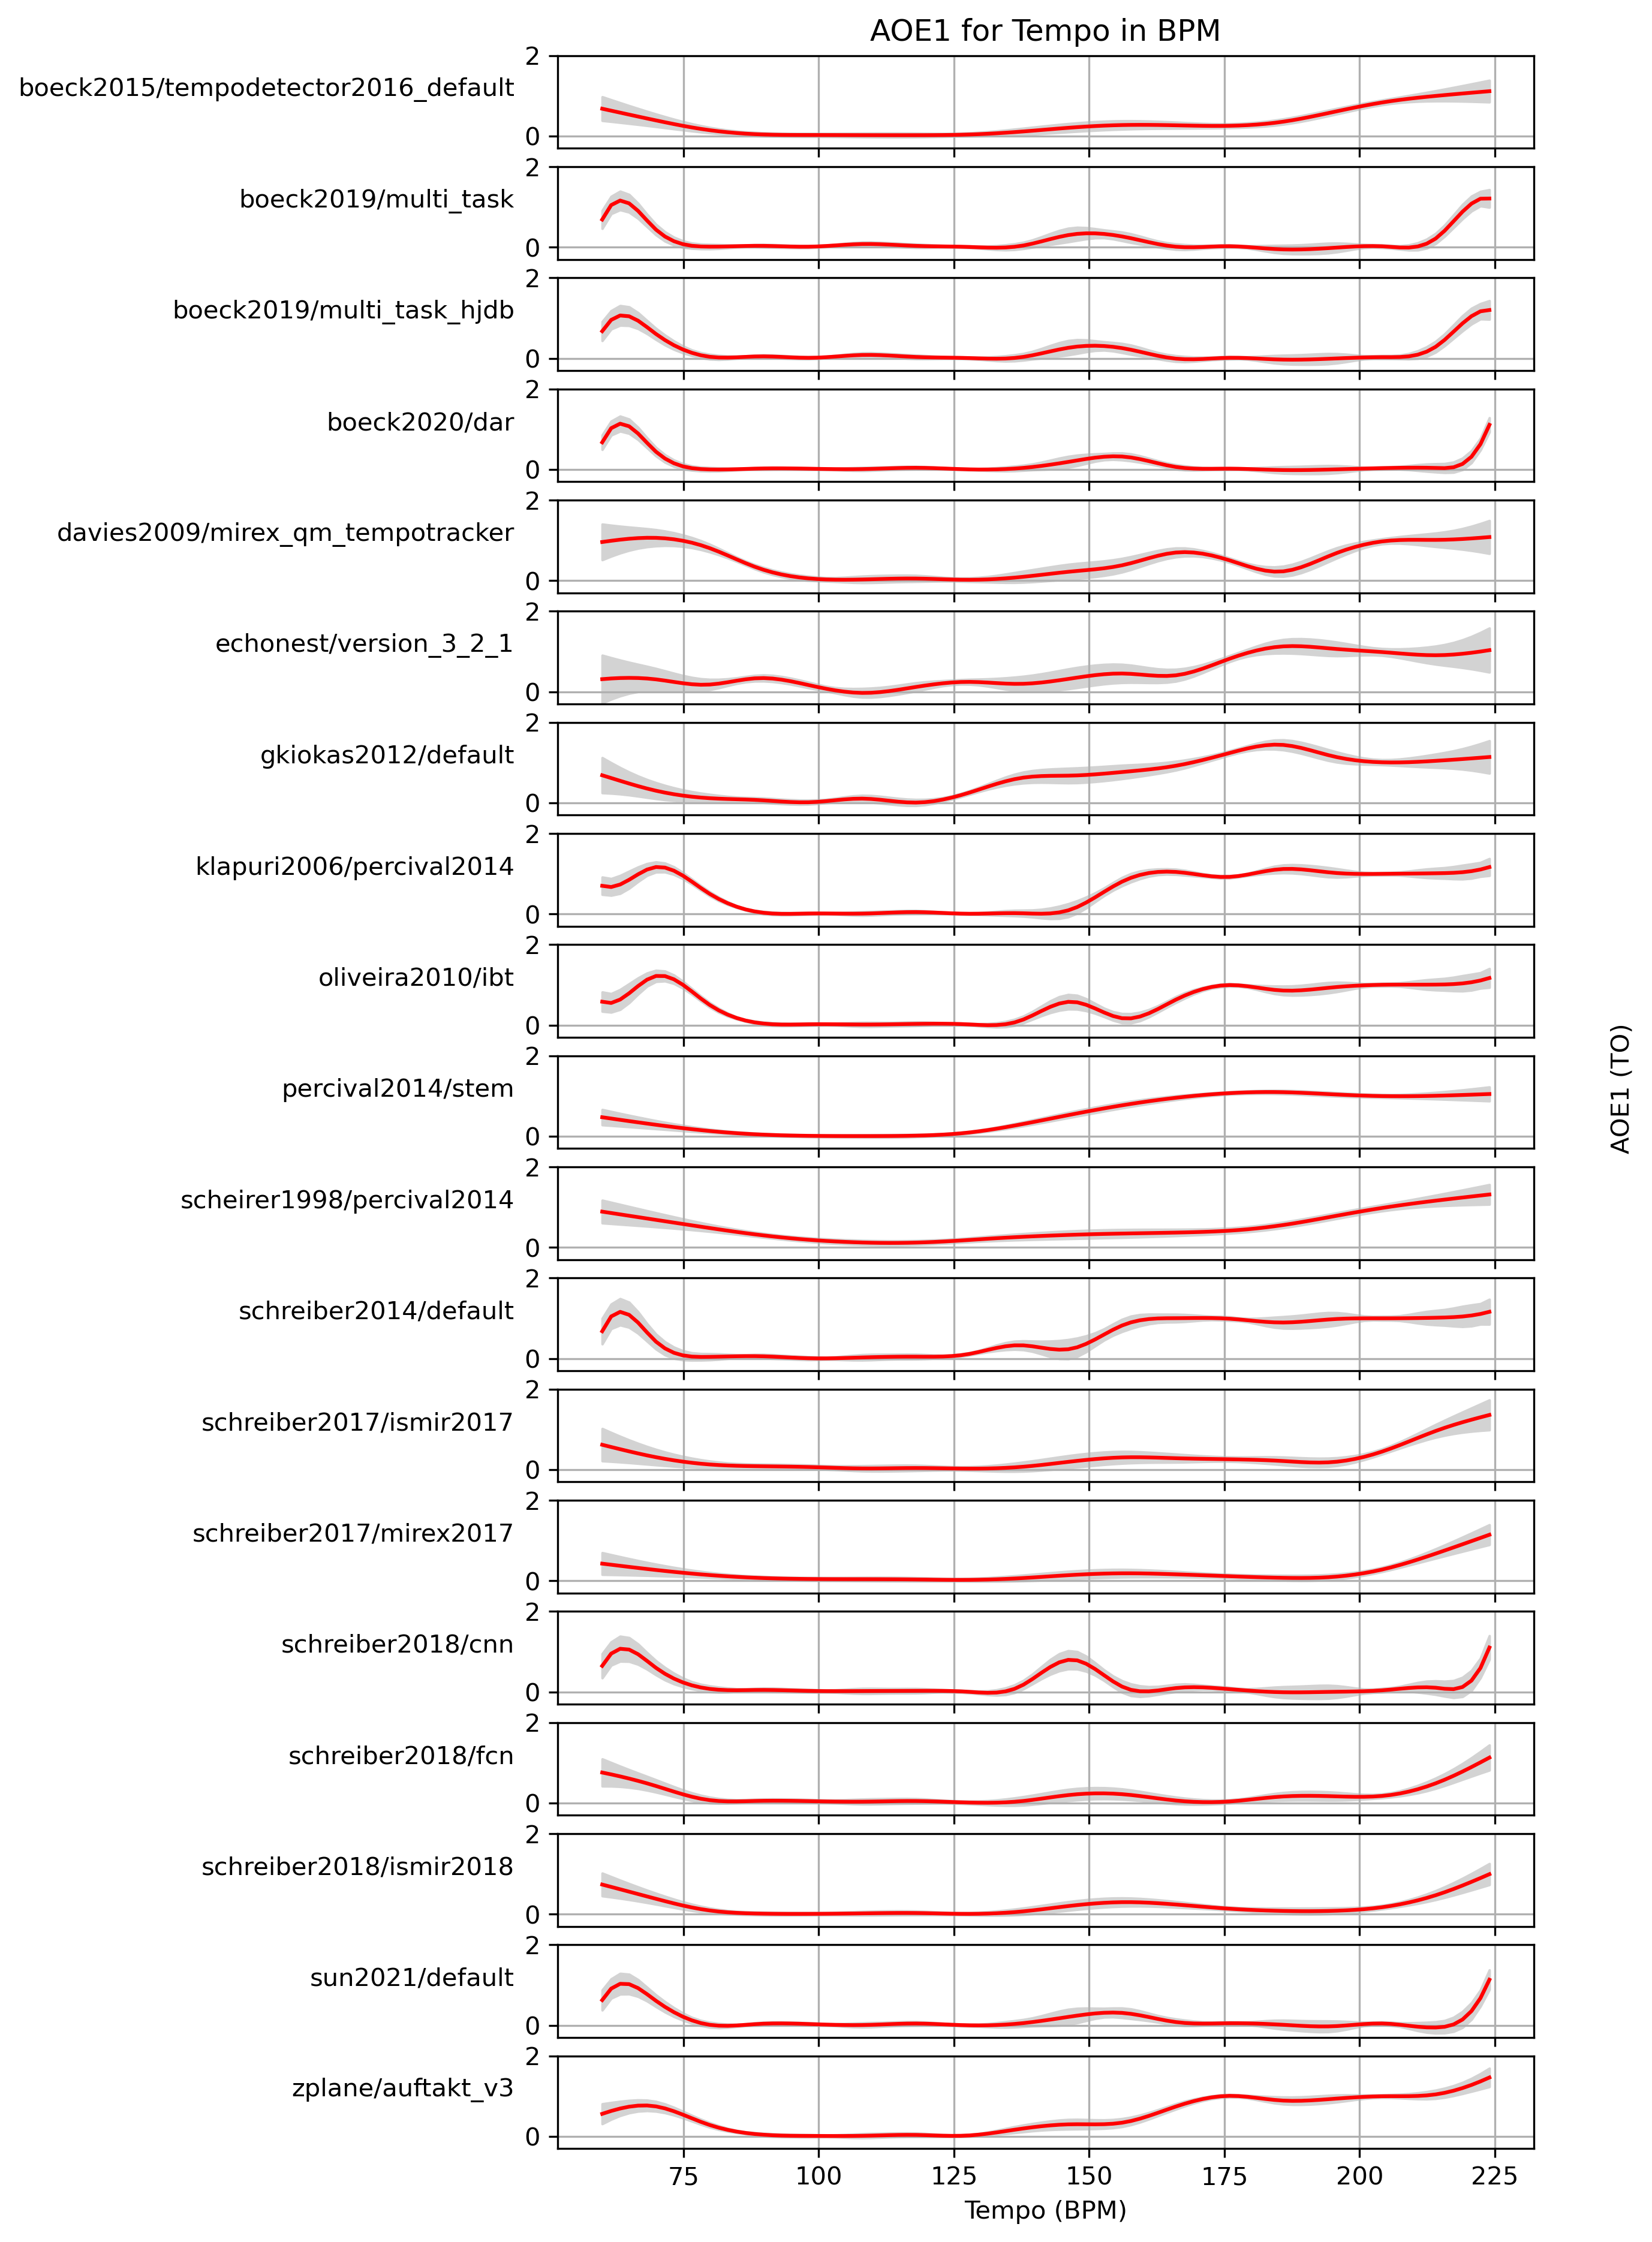 AOE1 for Tempo in BPM
boeck2015/tempodetector2016_default
2
0
boeck2019/multi_task
2
0
boeck2019/multi_task_hjdb
2
0
boeck2020/dar
2
0
davies2009/mirex_qm_tempotracker
2
0
echonest/version_3_2_1
2
0
gkiokas2012/default
2
0
klapuri2006/percival2014
2
0
oliveira2010/ibt
2
0
percival2014/stem
2
0
scheirer1998/percival2014
2
0
schreiber2014/default
2
0
schreiber2017/ismir2017
2
0
schreiber2017/mirex2017
2
0
schreiber2018/cnn
2
0
schreiber2018/fcn
2
0
schreiber2018/ismir2018
2
0
sun2021/default
2
0
zplane/auftakt_v3
2
0
75 100 125 150 175 200 225
Tempo (BPM)
AOE1 (TO)